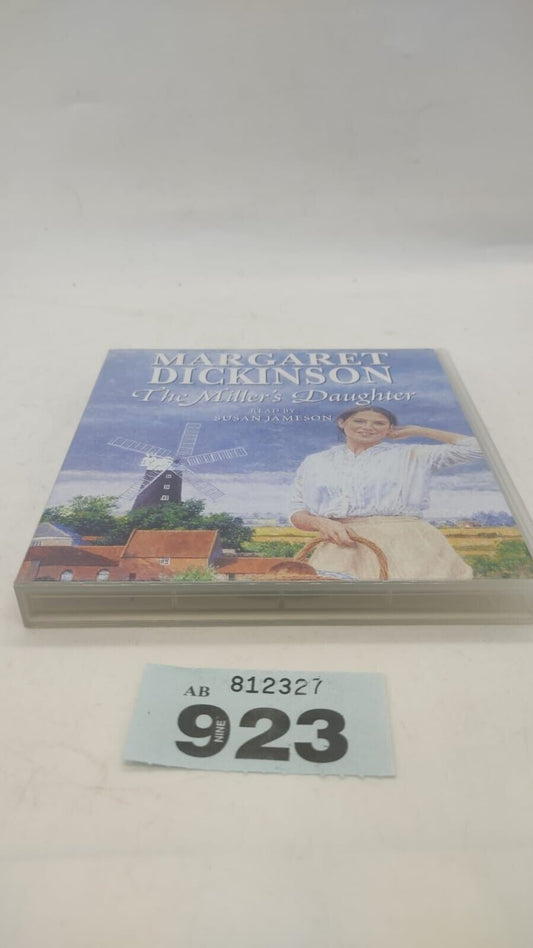 MARGARET
DICKINSON
The Miller's Daughter
READ BY
SUSAN JAMESON
AB 812327
923
NINE